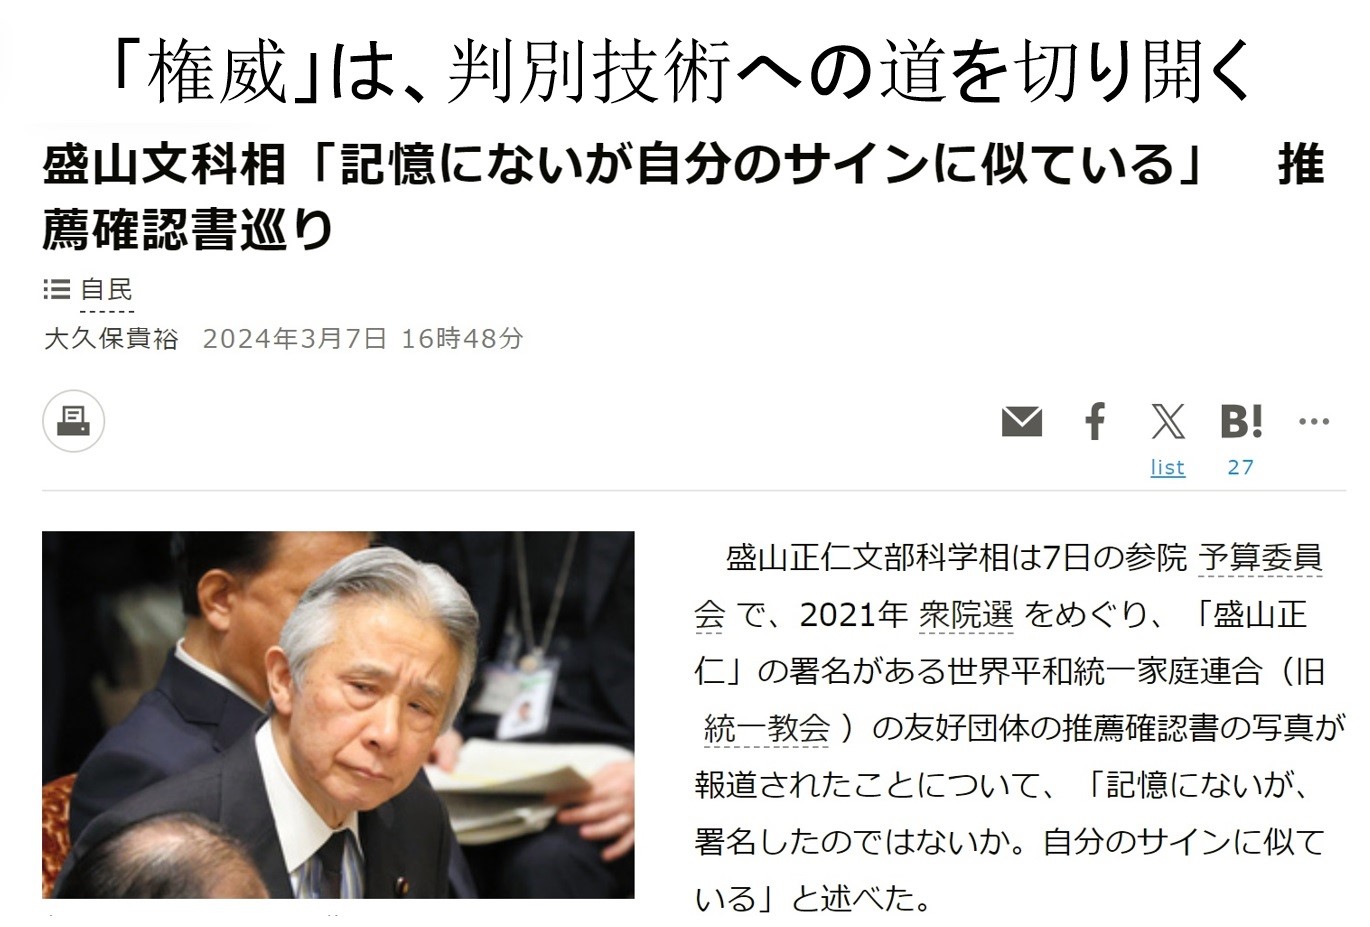 「権威」は、判別技術への道を切り開く
盛山文科相「記憶にないが自分のサインに似ている」　推
薦確認書巡り
自民
大久保貴裕 2024年3月7日 16時48分
list 27
盛山正仁文部科学相は7日の参院 予算委員
会 で、2021年 衆院選 をめぐり、「盛山正
仁」の署名がある世界平和統一家庭連合（旧
統一教会 ）の友好団体の推薦確認書の写真が
報道されたことについて、「記憶にないが、
署名したのではないか。自分のサインに似て
いる」と述べた。